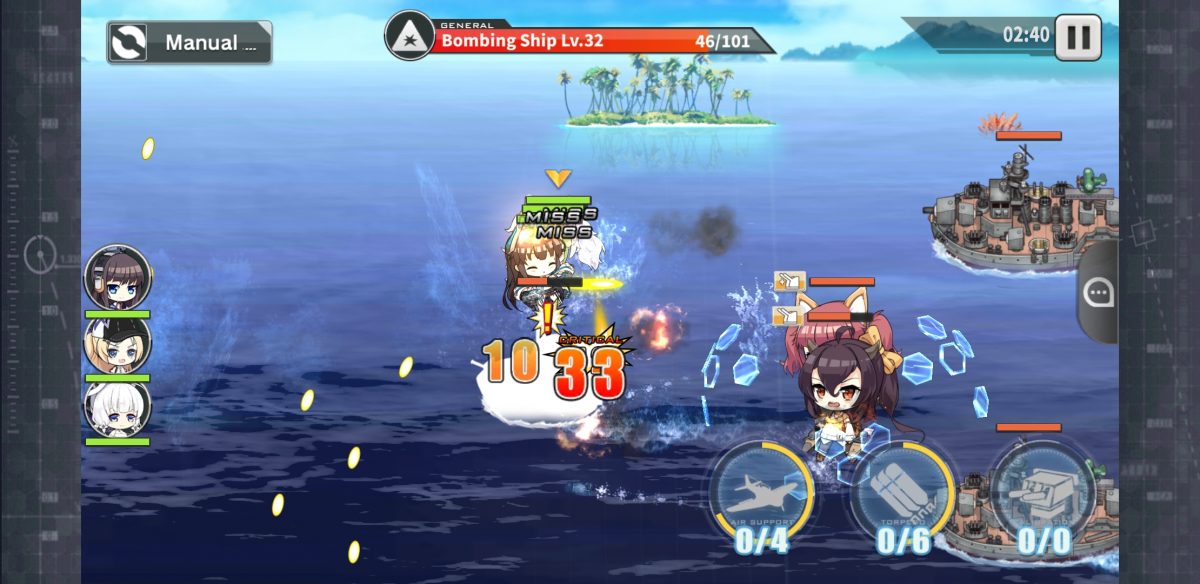 Manual ...
GENERAL
Bombing Ship Lv.32
46/101
02:40
MISS
MISS
MISS
!
10
CRITICAL
33
AIR SUPPORT
0/4
0/6
0/0